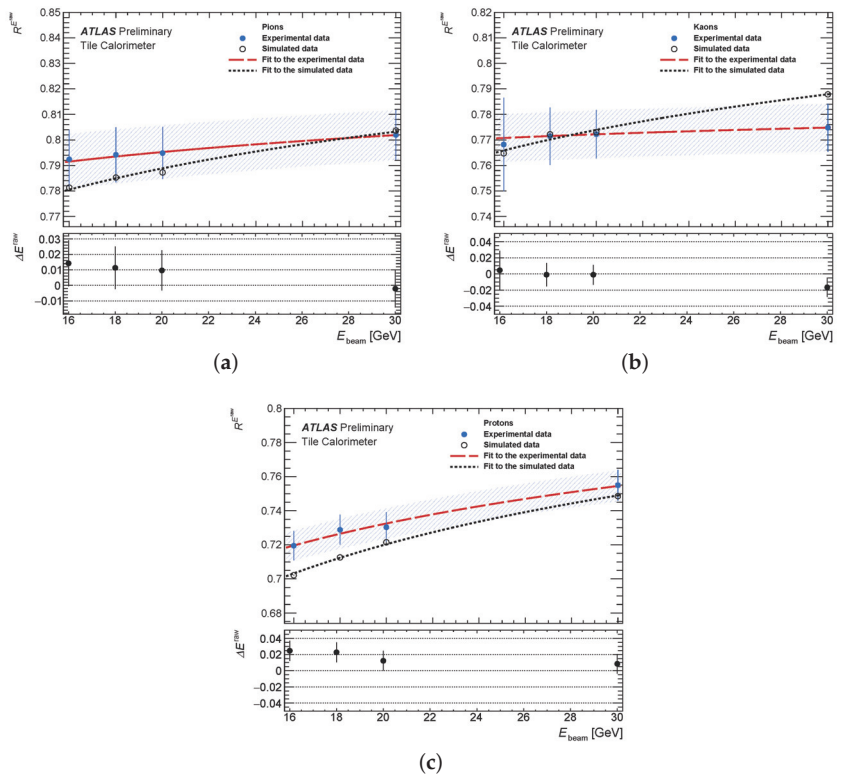 0.85
0.84
0.83
0.82
0.81
0.8
0.79
0.78
0.77
R^E^raw
ATLAS Preliminary
Tile Calorimeter
Pions
Experimental data
Simulated data
Fit to the experimental data
Fit to the simulated data
0.03
0.02
0.01
0
−0.01
ΔE^raw
16 18 20 22 24 26 28 30
E_beam [GeV]
(a)
0.82
0.81
0.8
0.79
0.78
0.77
0.76
0.75
0.74
R^E^raw
ATLAS Preliminary
Tile Calorimeter
Kaons
Experimental data
Simulated data
Fit to the experimental data
Fit to the simulated data
0.04
0.02
0
−0.02
−0.04
ΔE^raw
16 18 20 22 24 26 28 30
E_beam [GeV]
(b)
0.8
0.78
0.76
0.74
0.72
0.7
0.68
R^E^raw
ATLAS Preliminary
Tile Calorimeter
Protons
Experimental data
Simulated data
Fit to the experimental data
Fit to the simulated data
0.04
0.02
0
−0.02
−0.04
ΔE^raw
16 18 20 22 24 26 28 30
E_beam [GeV]
(c)